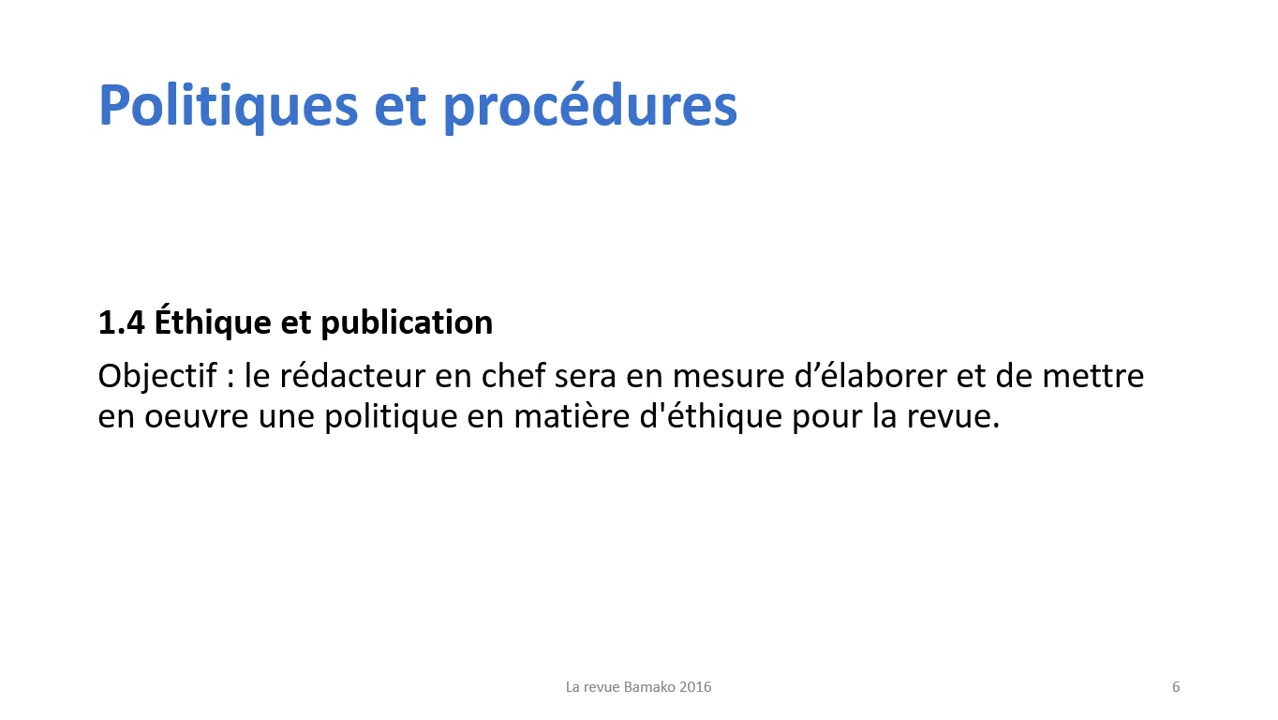 Politiques et procédures
1.4 Éthique et publication
Objectif : le rédacteur en chef sera en mesure d’élaborer et de mettre
en oeuvre une politique en matière d'éthique pour la revue.
La revue Bamako 2016
6